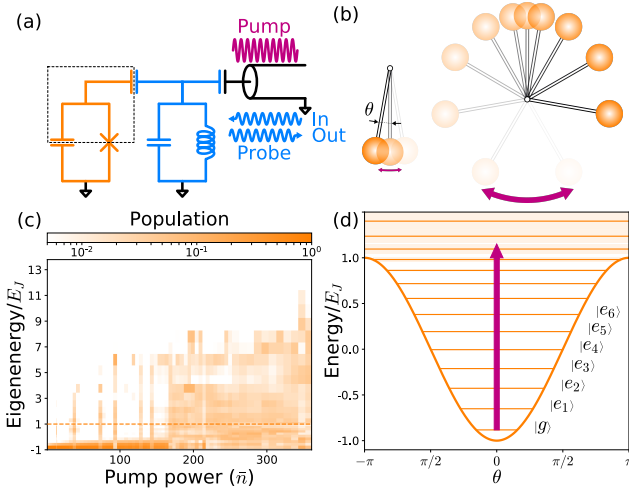 (a)
Pump
In
Out
Probe
(b)
θ
(c)
Population
10⁻² 10⁻¹ 10⁰
Eigenenergy/E_J
13
11
9
7
5
3
1
-1
100 200 300
Pump power (n̄)
(d)
Energy/E_J
1.0
0.5
0.0
-0.5
-1.0
|e₆⟩
|e₅⟩
|e₄⟩
|e₃⟩
|e₂⟩
|e₁⟩
|g⟩
−π π/2 0 π/2 π
θ